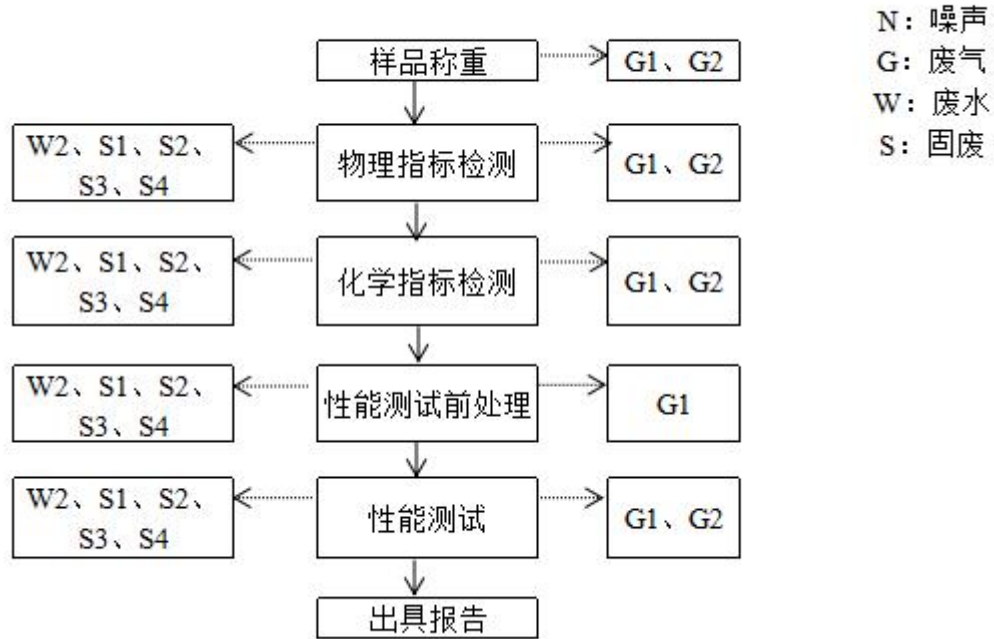 样品称重
G1、G2
N：噪声
G：废气
W：废水
S：固废
W2、S1、S2、
S3、S4
物理指标检测
G1、G2
W2、S1、S2、
S3、S4
化学指标检测
G1、G2
W2、S1、S2、
S3、S4
性能测试前处理
G1
W2、S1、S2、
S3、S4
性能测试
G1、G2
出具报告